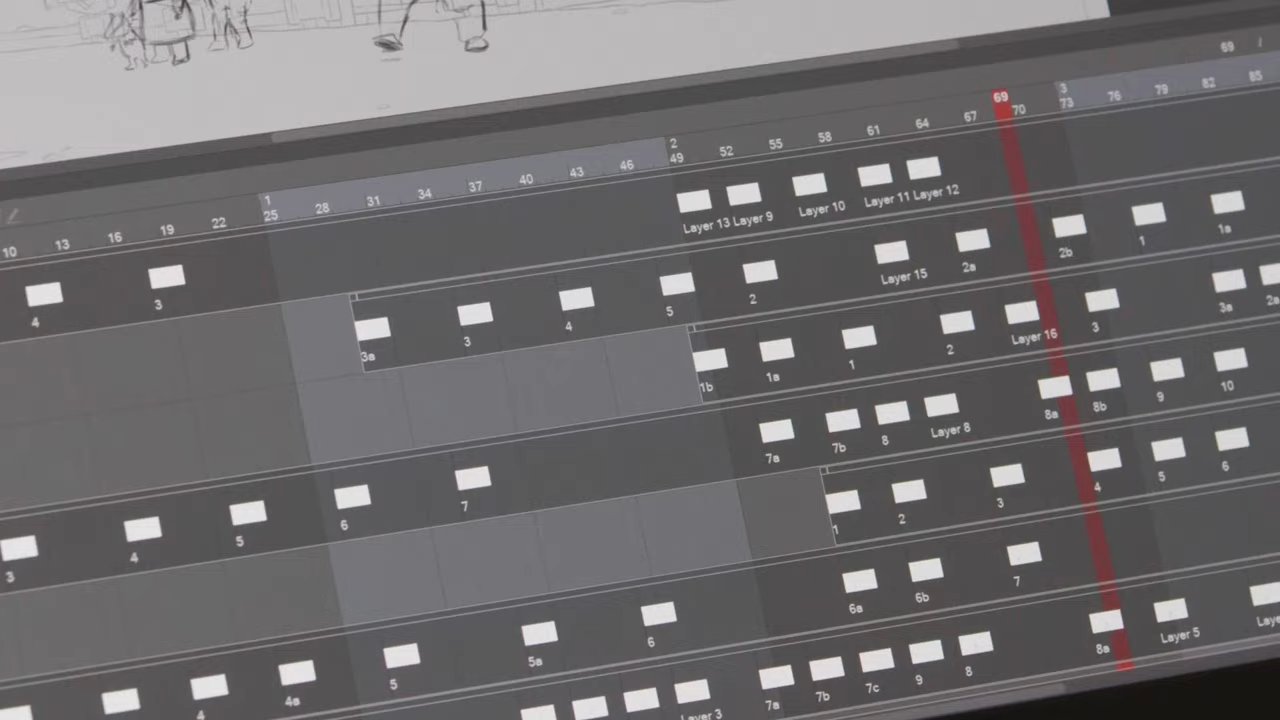 69 /
1 2 3
10 13 16 19 22 25 28 31 34 37 40 43 46 49 52 55 58 61 64 67 69 70 73 76 79 82 85
4 3 Layer 13 Layer 9 Layer 10 Layer 11 Layer 12
3a 3 4 5 2 Layer 15 2a 2b 1 1a
1b 1a 1 2 Layer 16 3 3a 2a
3 4 5 6 7 7a 7b 8 Layer 8 8a 8b 9 10
1 2 3 4 5 6
4 4a 5 5a 6 6a 6b 7
Layer 3 7a 7b 7c 9 8 8a Layer 5